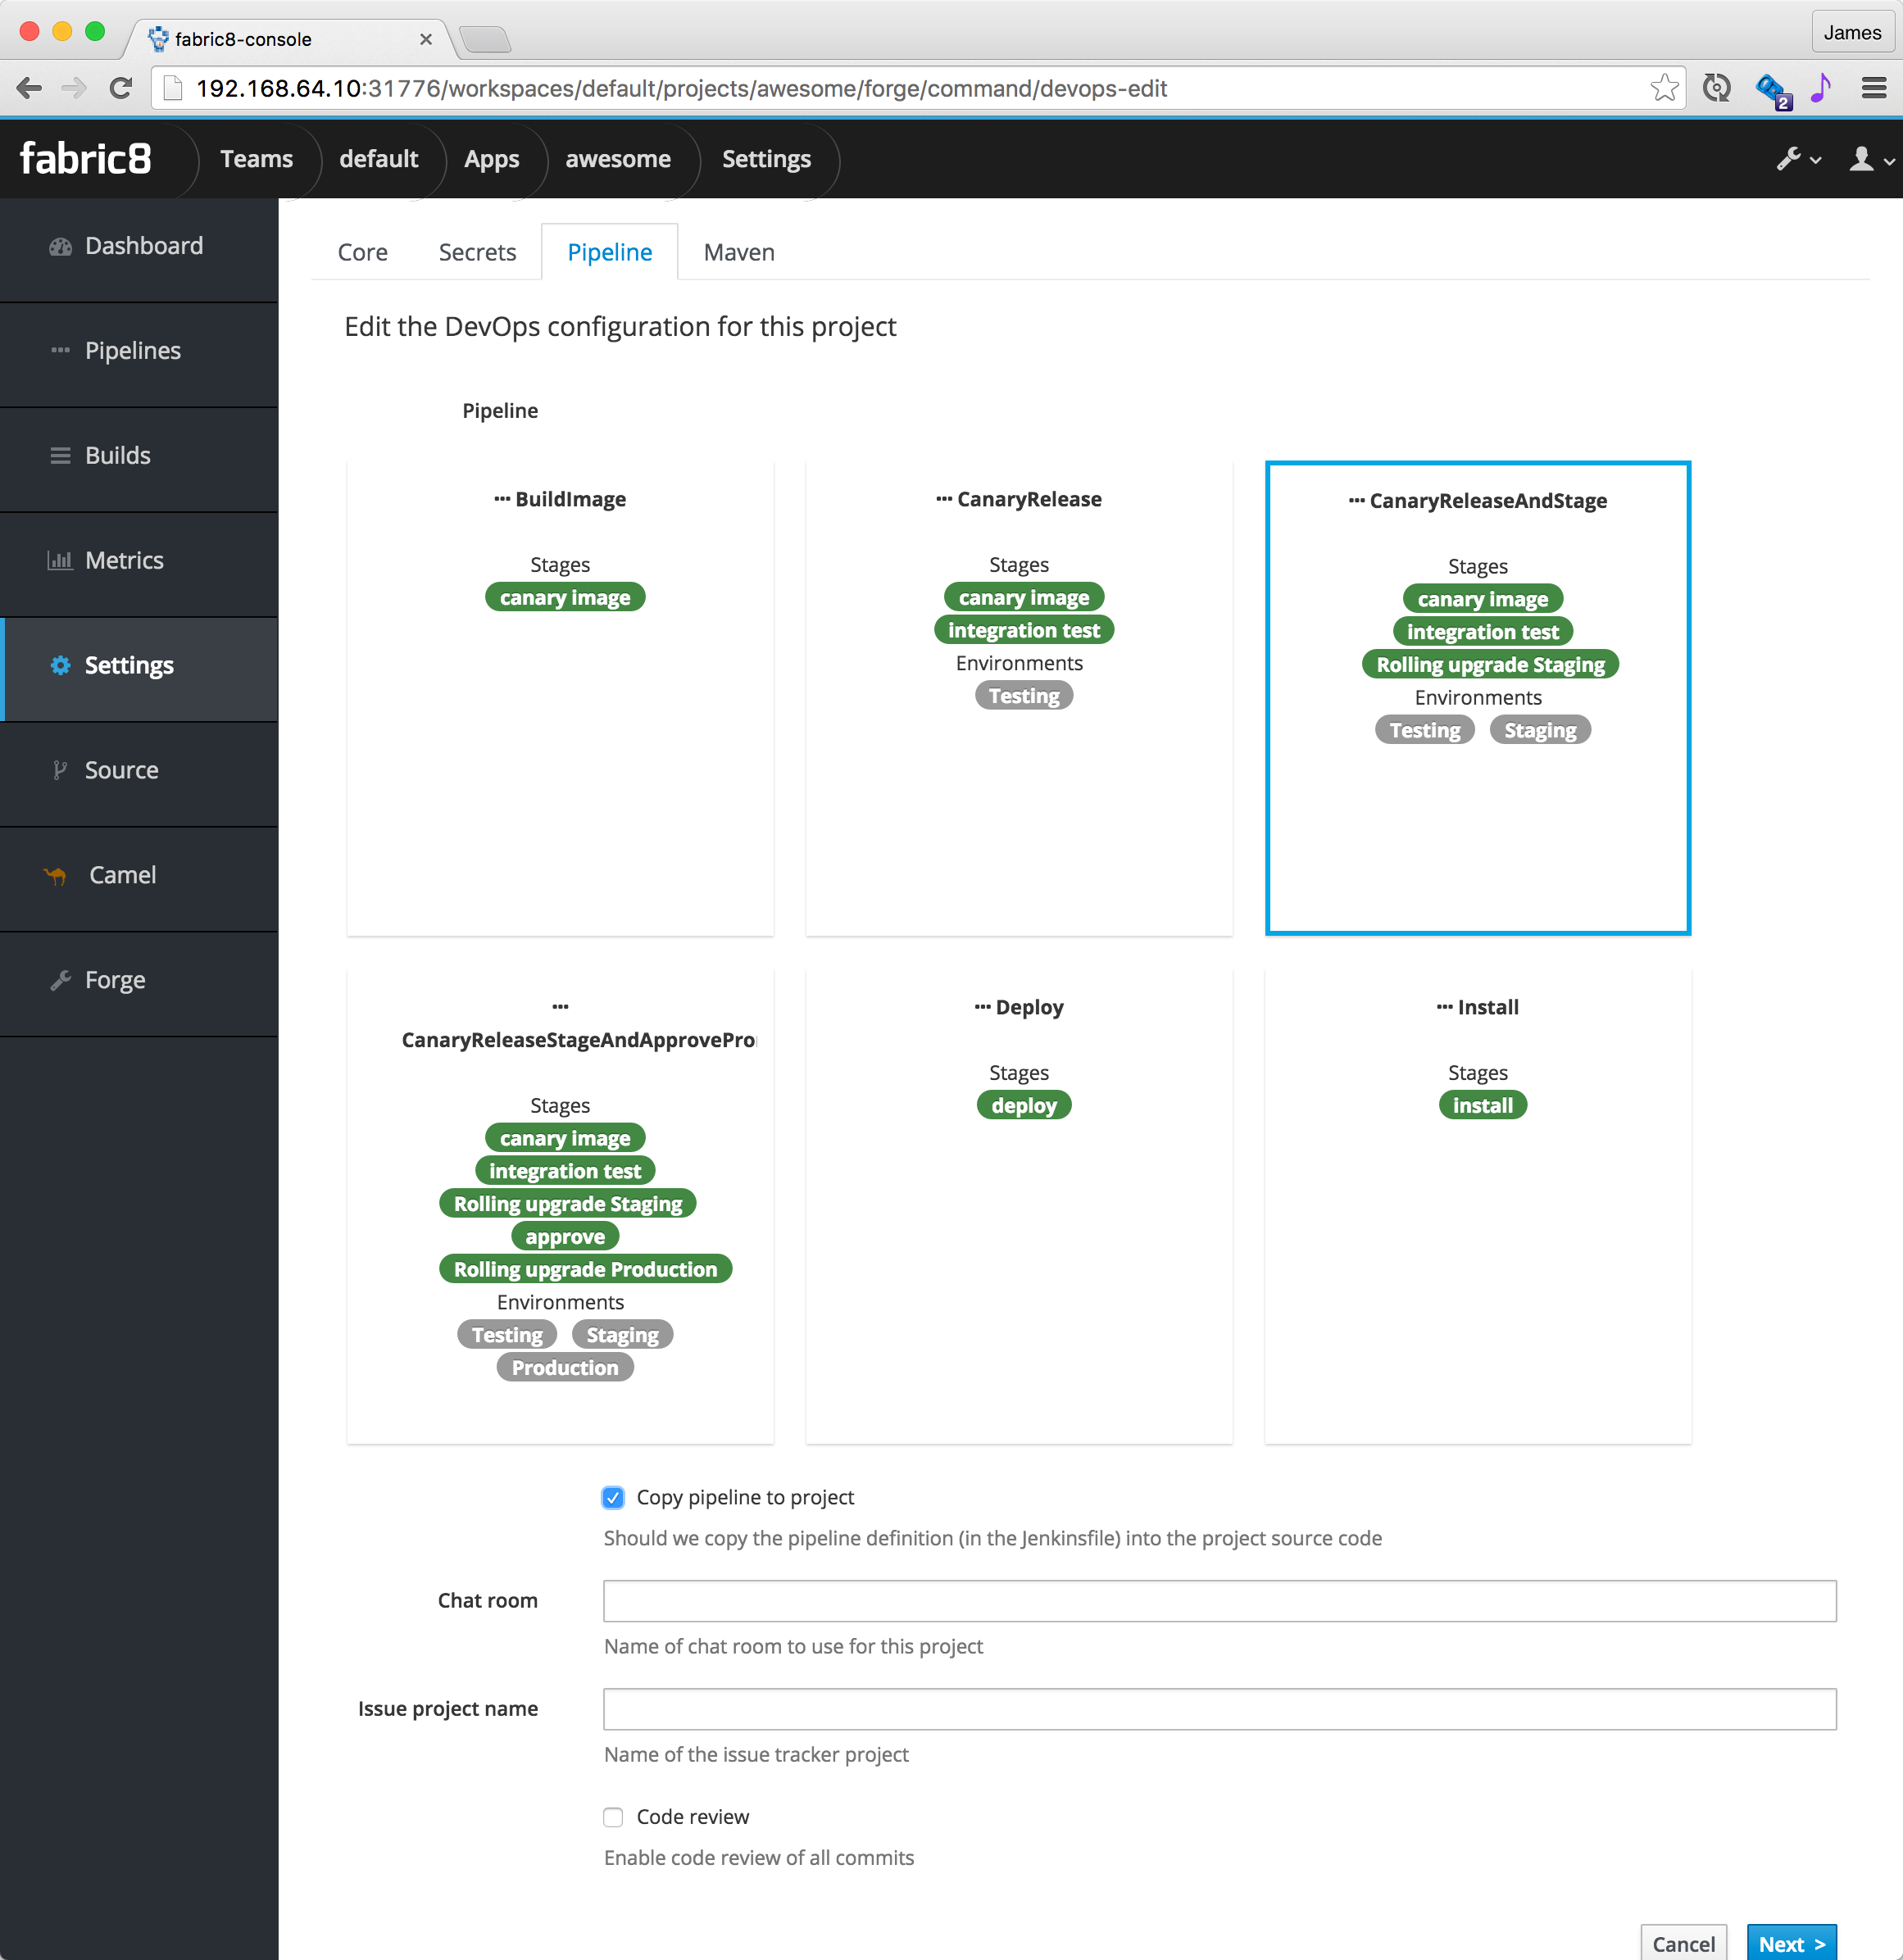 fabric8-console
James
192.168.64.10:31776/workspaces/default/projects/awesome/forge/command/devops-edit
2
fabric8 Teams default Apps awesome Settings
Dashboard
Pipelines
Builds
Metrics
Settings
Source
Camel
Forge
Core Secrets Pipeline Maven
Edit the DevOps configuration for this project
Pipeline
BuildImage
Stages
canary image
CanaryRelease
Stages
canary image
integration test
Environments
Testing
CanaryReleaseAndStage
Stages
canary image
integration test
Rolling upgrade Staging
Environments
Testing Staging
CanaryReleaseStageAndApprovePro
Stages
canary image
integration test
Rolling upgrade Staging
approve
Rolling upgrade Production
Environments
Testing Staging
Production
Deploy
Stages
deploy
Install
Stages
install
Copy pipeline to project
Should we copy the pipeline definition (in the Jenkinsfile) into the project source code
Chat room
Name of chat room to use for this project
Issue project name
Name of the issue tracker project
Code review
Enable code review of all commits
Cancel Next >